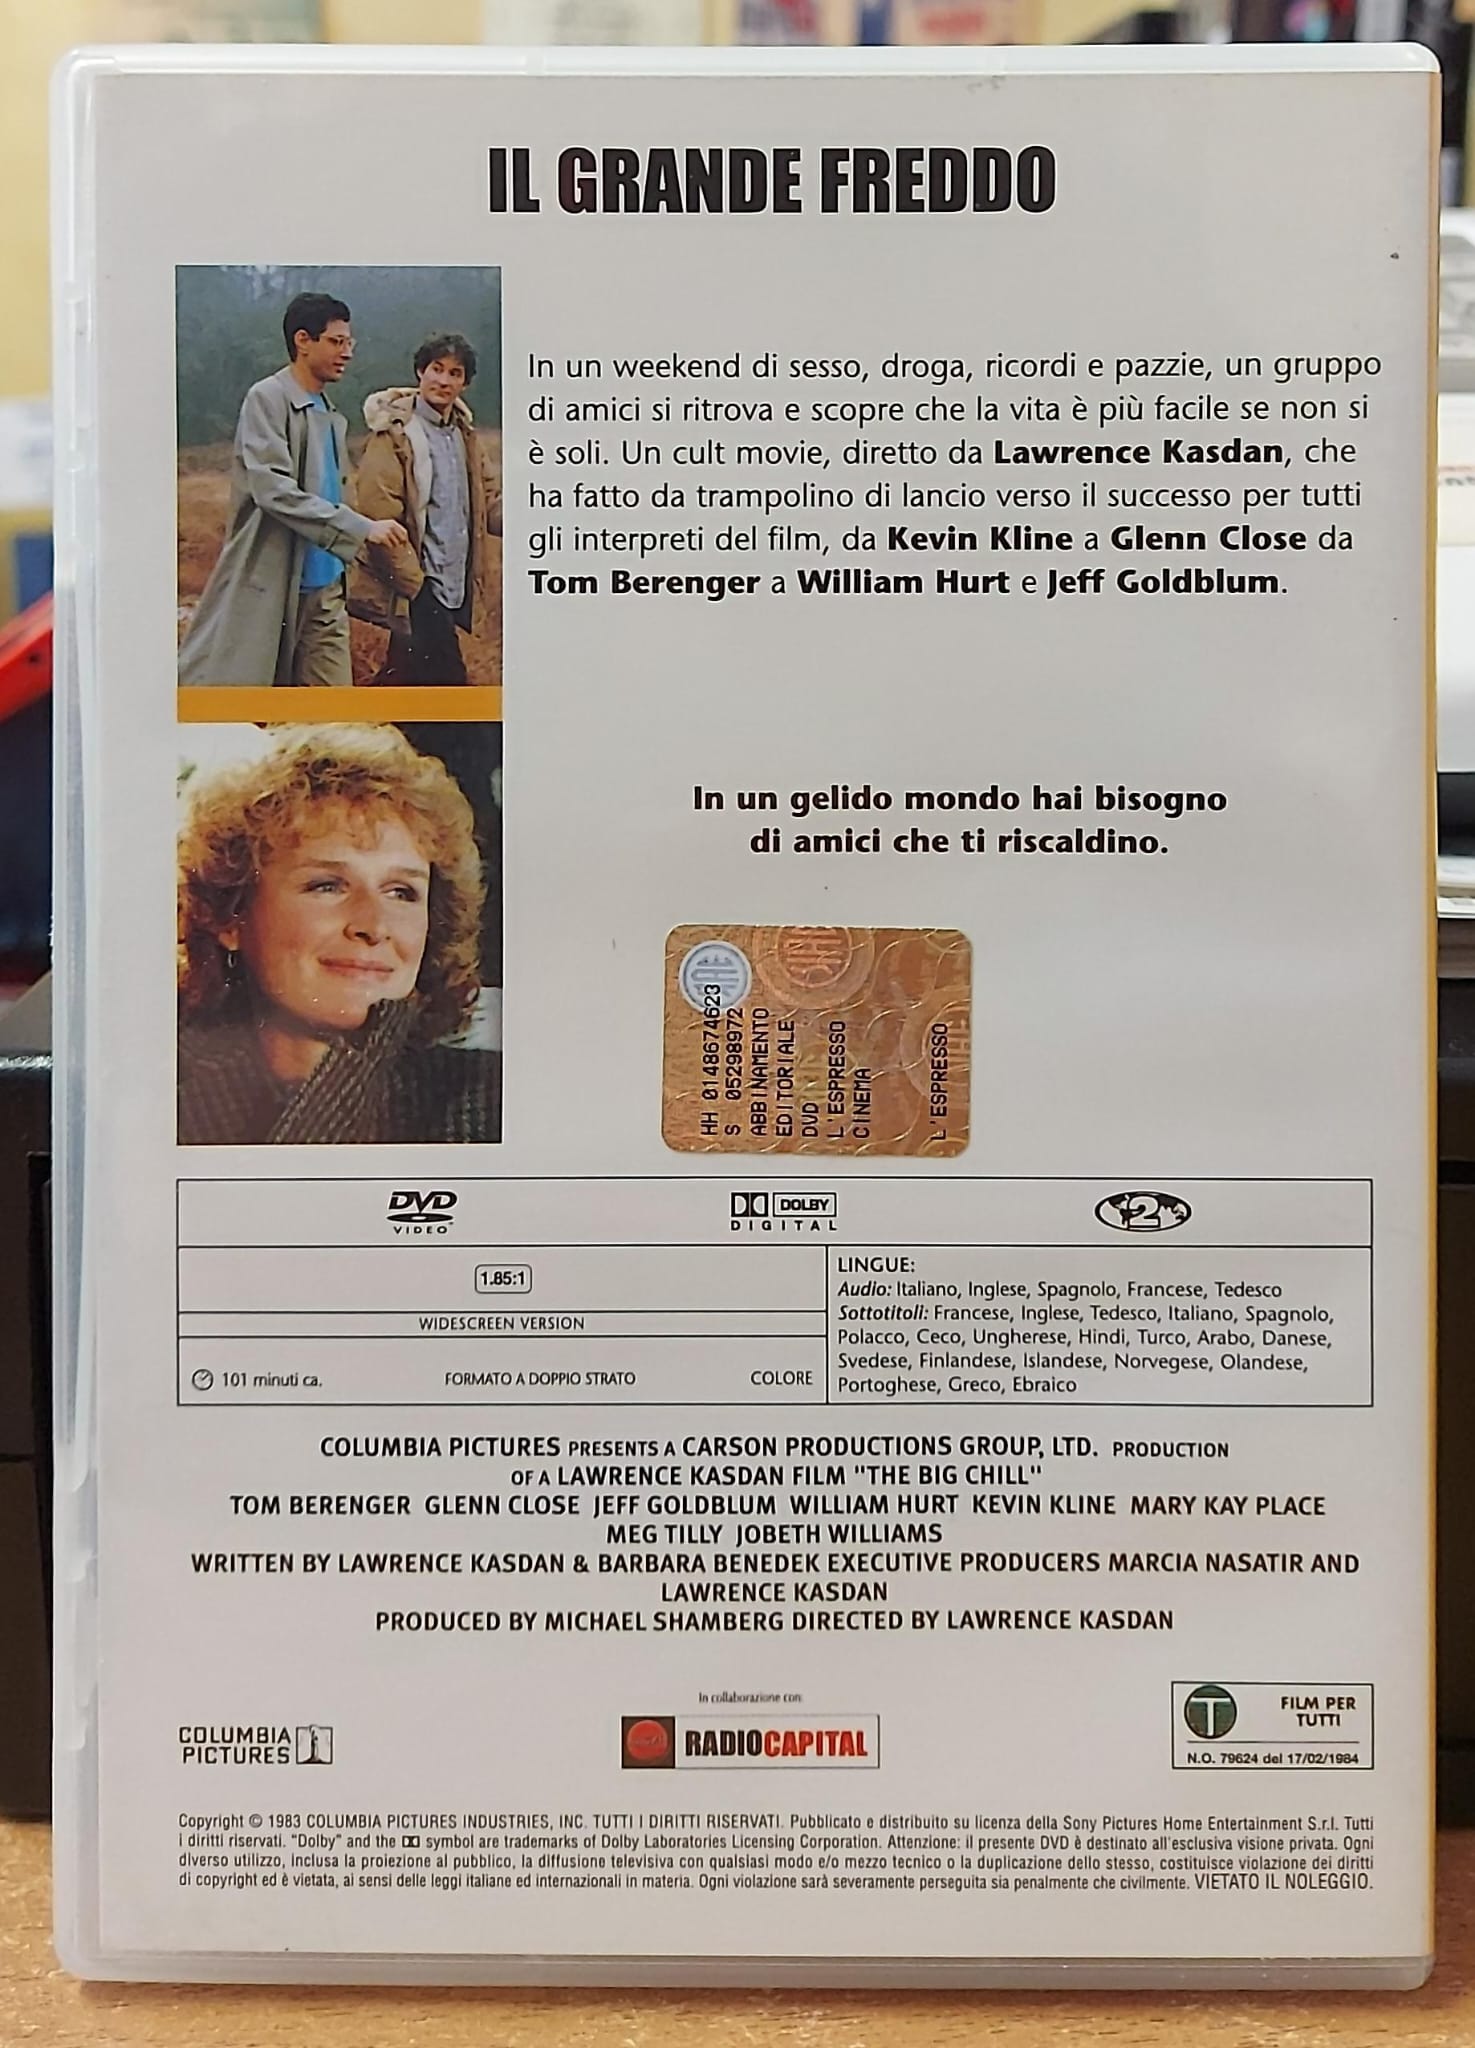 IL GRANDE FREDDO
In un weekend di sesso, droga, ricordi e pazzie, un gruppo
di amici si ritrova e scopre che la vita è più facile se non si
è soli. Un cult movie, diretto da Lawrence Kasdan, che
ha fatto da trampolino di lancio verso il successo per tutti
gli interpreti del film, da Kevin Kline a Glenn Close da
Tom Berenger a William Hurt e Jeff Goldblum.
In un gelido mondo hai bisogno
di amici che ti riscaldino.
HH 0148674623
S 05298972
ABBINAMENTO
EDITORIALE
DVD
L'ESPRESSO
CINEMA
L'ESPRESSO
DVD
VIDEO
DOLBY
DIGITAL
2
1.85:1
WIDESCREEN VERSION
101 minuti ca.
FORMATO A DOPPIO STRATO
COLORE
LINGUE:
Audio: Italiano, Inglese, Spagnolo, Francese, Tedesco
Sottotitoli: Francese, Inglese, Tedesco, Italiano, Spagnolo,
Polacco, Ceco, Ungherese, Hindi, Turco, Arabo, Danese,
Svedese, Finlandese, Islandese, Norvegese, Olandese,
Portoghese, Greco, Ebraico
COLUMBIA PICTURES PRESENTS A CARSON PRODUCTIONS GROUP, LTD. PRODUCTION
OF A LAWRENCE KASDAN FILM "THE BIG CHILL"
TOM BERENGER GLENN CLOSE JEFF GOLDBLUM WILLIAM HURT KEVIN KLINE MARY KAY PLACE
MEG TILLY JOBETH WILLIAMS
WRITTEN BY LAWRENCE KASDAN & BARBARA BENEDEK EXECUTIVE PRODUCERS MARCIA NASATIR AND
LAWRENCE KASDAN
PRODUCED BY MICHAEL SHAMBERG DIRECTED BY LAWRENCE KASDAN
COLUMBIA
PICTURES
In collaborazione con:
RADIOCAPITAL
T
FILM PER
TUTTI
N.O. 79624 del 17/02/1984
Copyright © 1983 COLUMBIA PICTURES INDUSTRIES, INC. TUTTI I DIRITTI RISERVATI. Pubblicato e distribuito su licenza della Sony Pictures Home Entertainment S.r.l. Tutti
i diritti riservati. "Dolby" and the symbol are trademarks of Dolby Laboratories Licensing Corporation. Attenzione: il presente DVD è destinato all'esclusiva visione privata. Ogni
diverso utilizzo, inclusa la proiezione al pubblico, la diffusione televisiva con qualsiasi modo e/o mezzo tecnico o la duplicazione dello stesso, costituisce violazione dei diritti
di copyright ed è vietata, ai sensi delle leggi italiane ed internazionali in materia. Ogni violazione sarà severamente perseguita sia penalmente che civilmente. VIETATO IL NOLEGGIO.